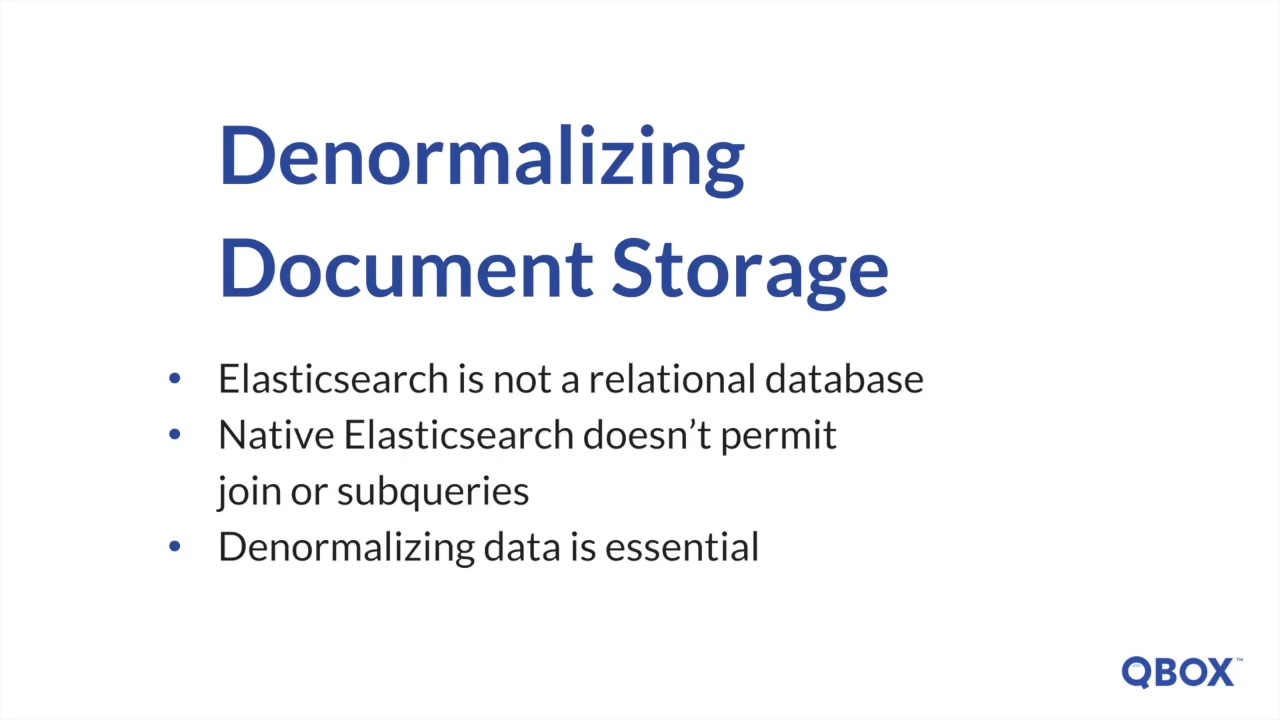 Denormalizing
Document Storage
• Elasticsearch is not a relational database
• Native Elasticsearch doesn’t permit
join or subqueries
• Denormalizing data is essential
QBOX™